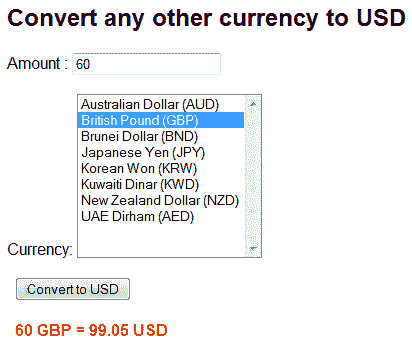 Convert any other currency to USD
Amount : 60
Australian Dollar (AUD)
British Pound (GBP)
Brunei Dollar (BND)
Japanese Yen (JPY)
Korean Won (KRW)
Kuwaiti Dinar (KWD)
New Zealand Dollar (NZD)
UAE Dirham (AED)
Currency:
Convert to USD
60 GBP = 99.05 USD